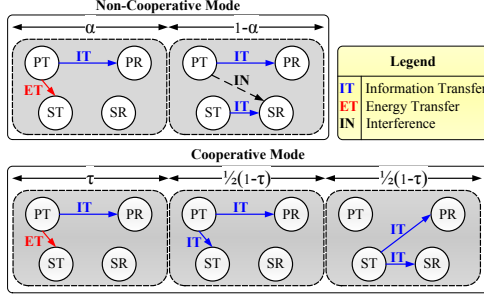 Non-Cooperative Mode
α 1-α
PT IT PR PT IT PR
ET IN
ST SR ST IT SR
Legend
IT Information Transfer
ET Energy Transfer
IN Interference
Cooperative Mode
τ ½(1-τ) ½(1-τ)
PT IT PR PT IT PR PT PR
ET IT IT
ST SR ST SR ST IT SR